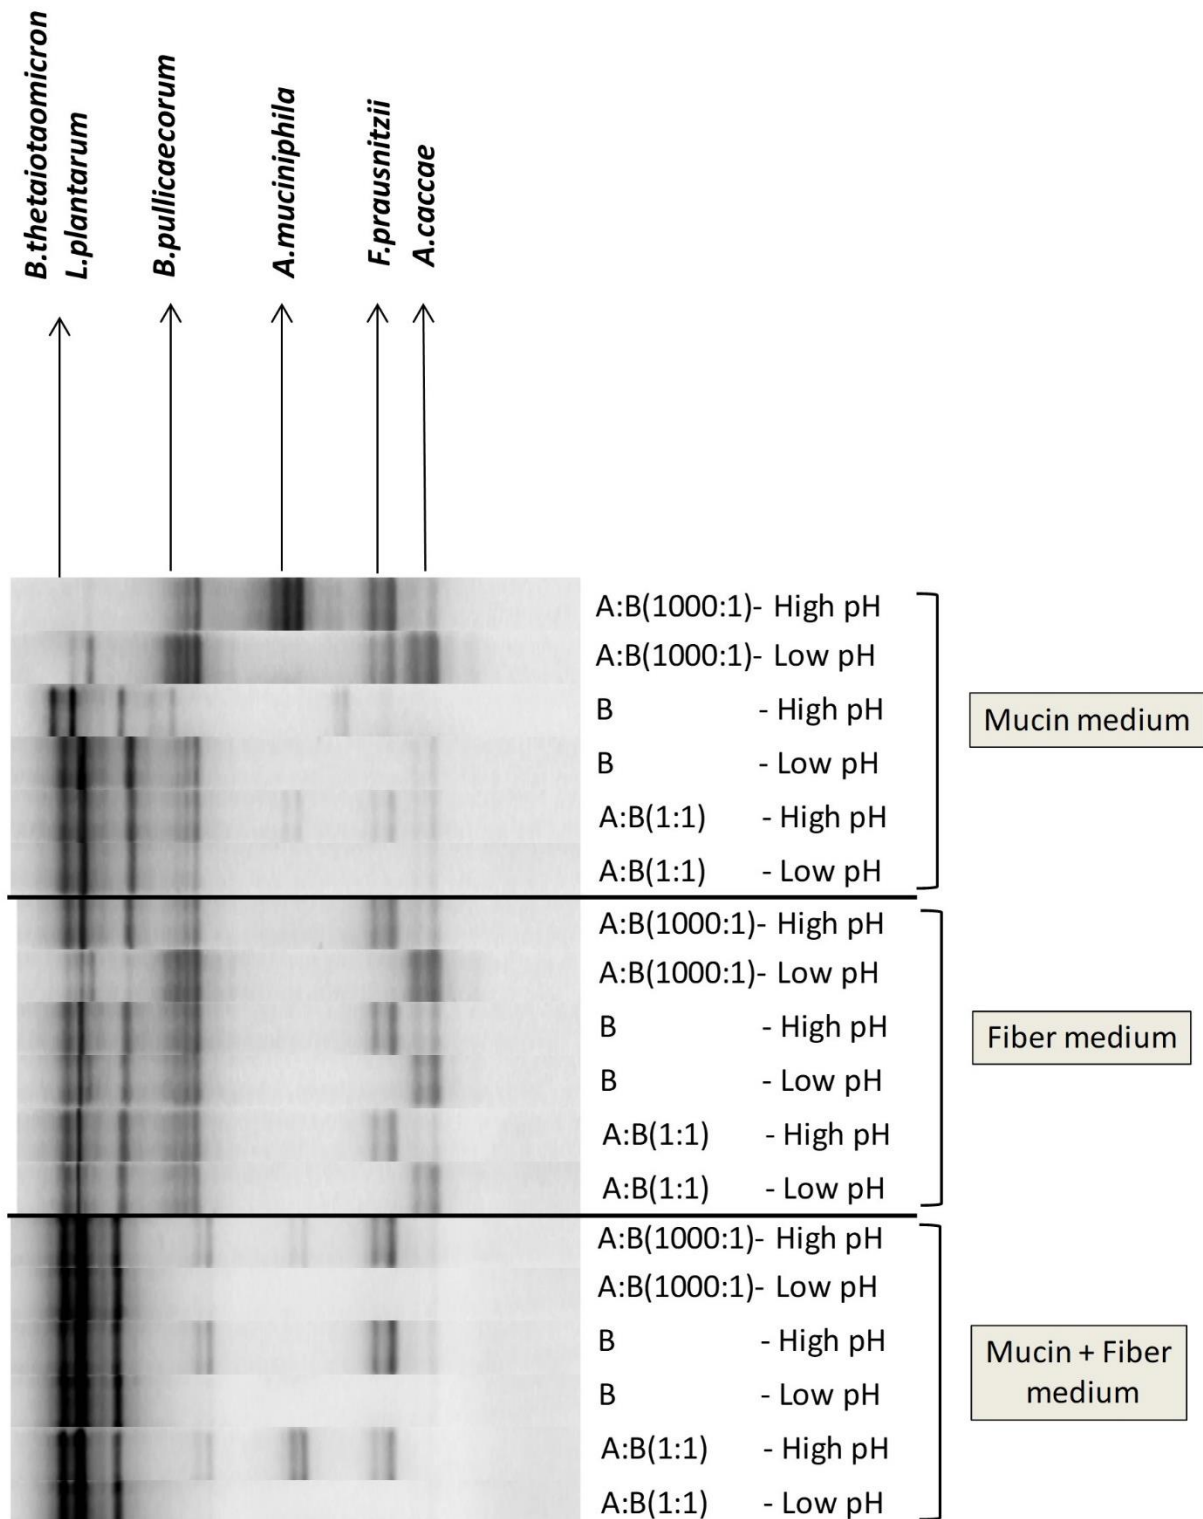 B.thetaiotaomicron
L.plantarum
B.pullicaecorum
A.muciniphila
F.prausnitzii
A.caccae
A:B(1000:1)- High pH
A:B(1000:1)- Low pH
B - High pH
B - Low pH
A:B(1:1) - High pH
A:B(1:1) - Low pH
Mucin medium
A:B(1000:1)- High pH
A:B(1000:1)- Low pH
B - High pH
B - Low pH
A:B(1:1) - High pH
A:B(1:1) - Low pH
Fiber medium
A:B(1000:1)- High pH
A:B(1000:1)- Low pH
B - High pH
B - Low pH
A:B(1:1) - High pH
A:B(1:1) - Low pH
Mucin + Fiber
medium